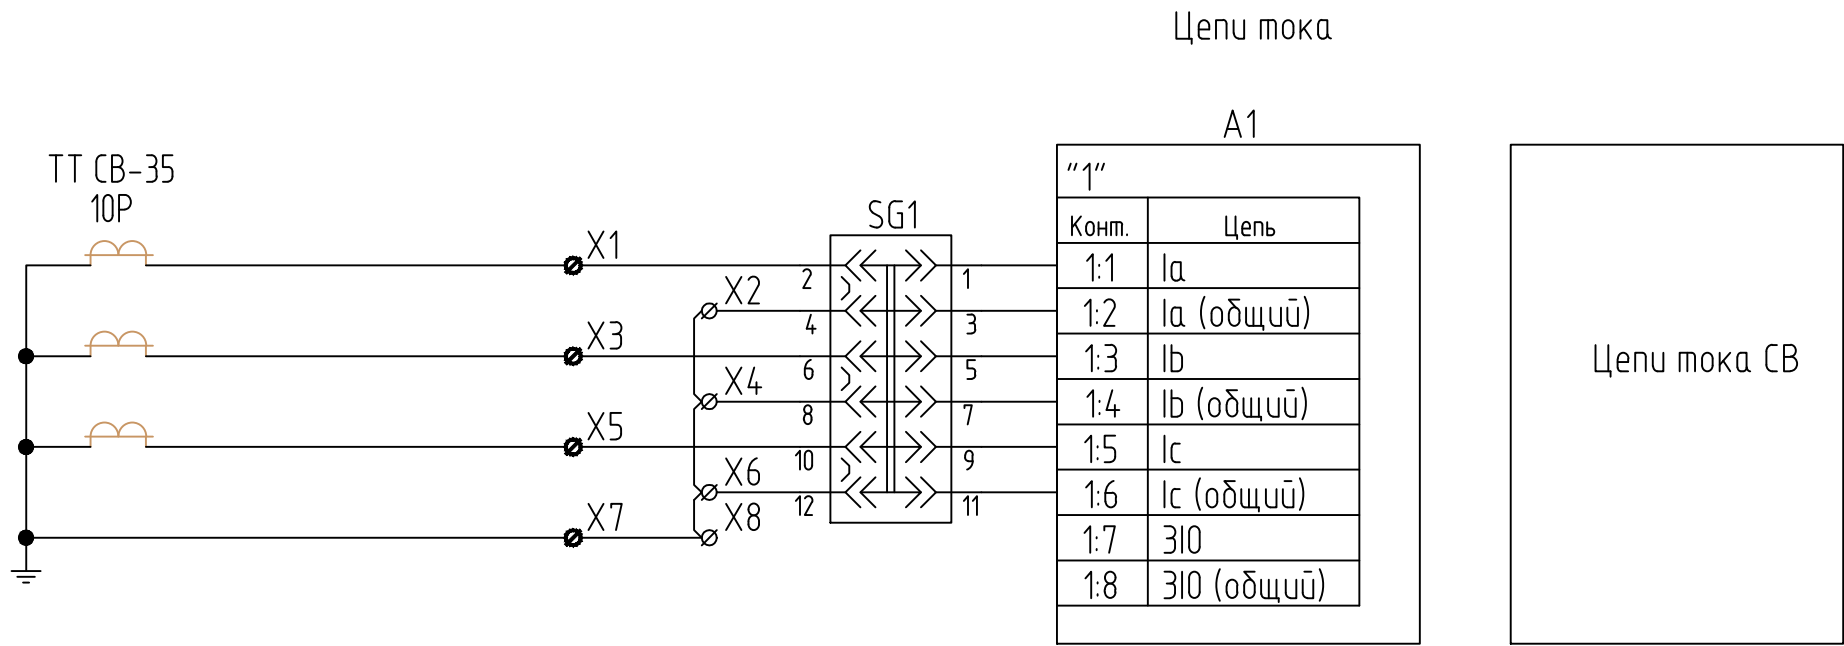 Цепи тока
А1
ТТ СВ-35
10Р
"1"
SG1
Конт.
Цепь
X1
2
1
1:1
Ia
X2
4
3
1:2
Ia (общий)
X3
6
5
1:3
Ib
Цепи тока СВ
X4
8
7
1:4
Ib (общий)
X5
10
9
1:5
Ic
X6
12
11
1:6
Ic (общий)
X7
X8
1:7
3I0
1:8
3I0 (общий)